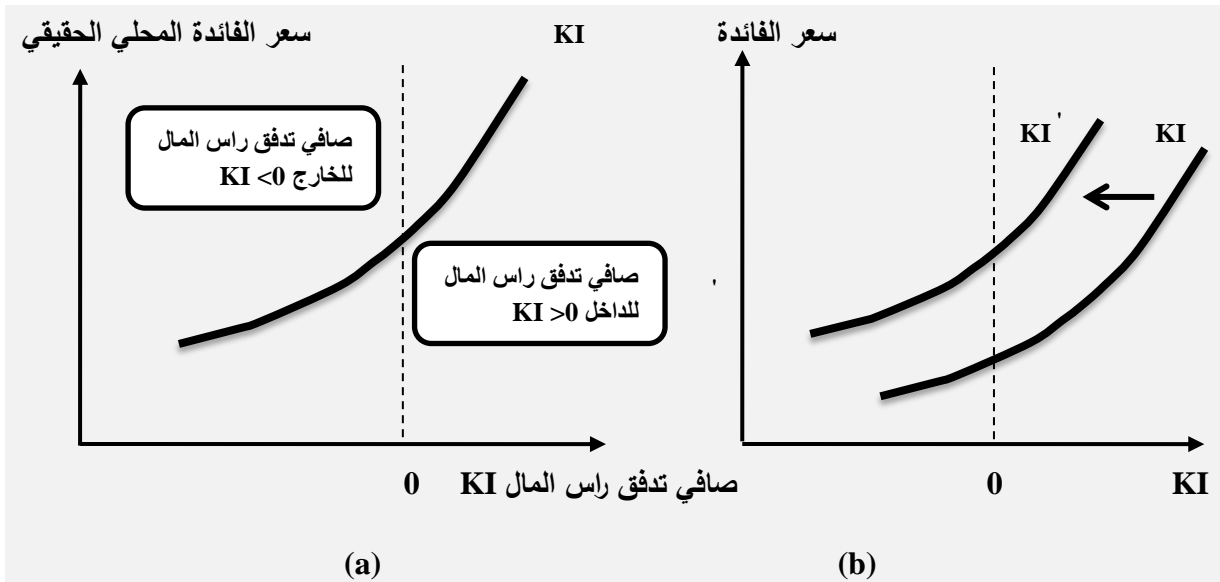 سعر الفائدة المحلي الحقيقي
KI
صافي تدفق راس المال
للخارج KI <0
صافي تدفق راس المال
للداخل KI >0
0
صافي تدفق راس المال KI
(a)
سعر الفائدة
KI '
KI
'
0
KI
(b)